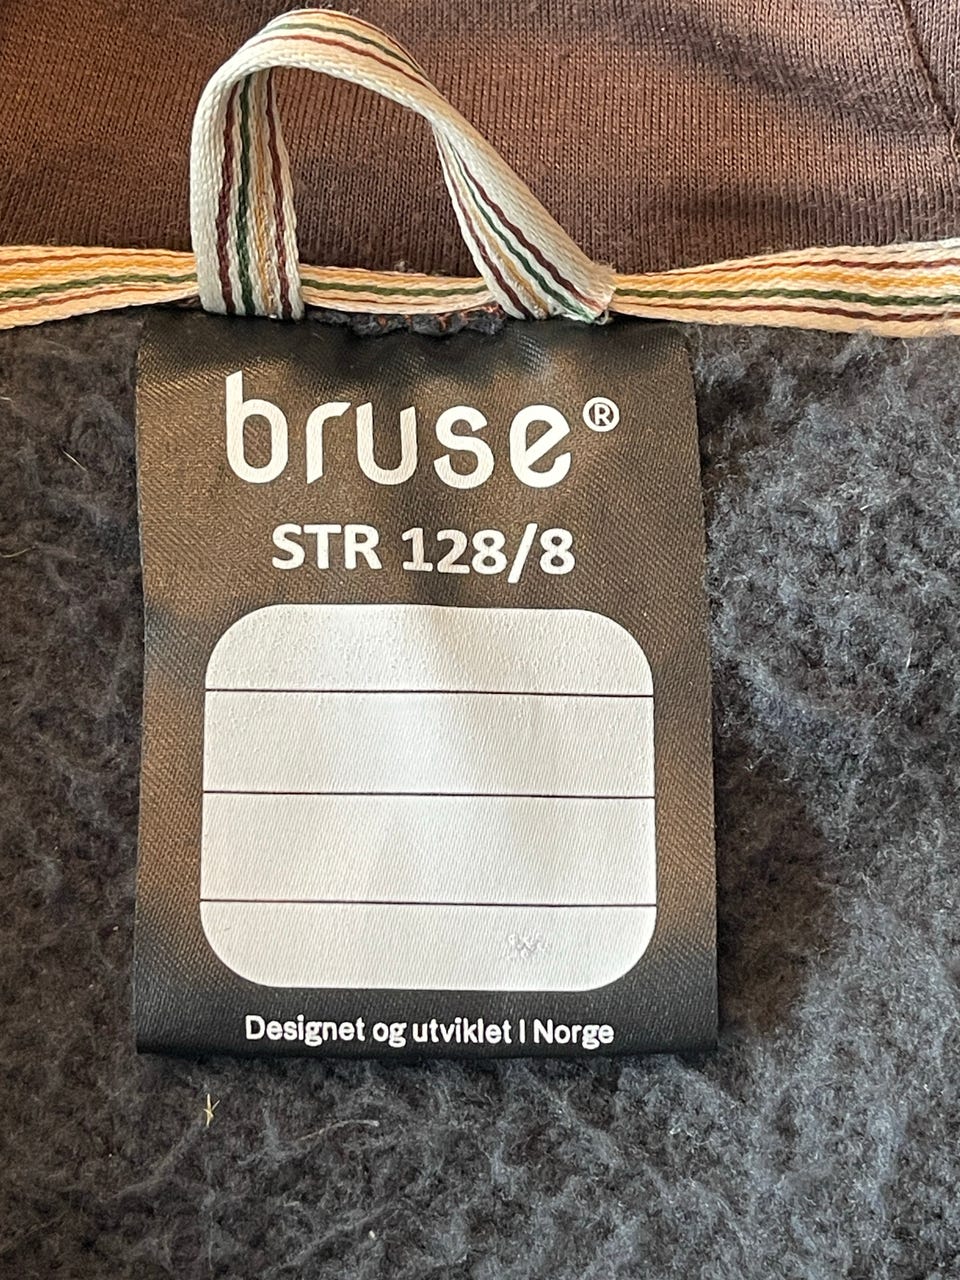 bruse®
STR 128/8
Designet og utviklet I Norge